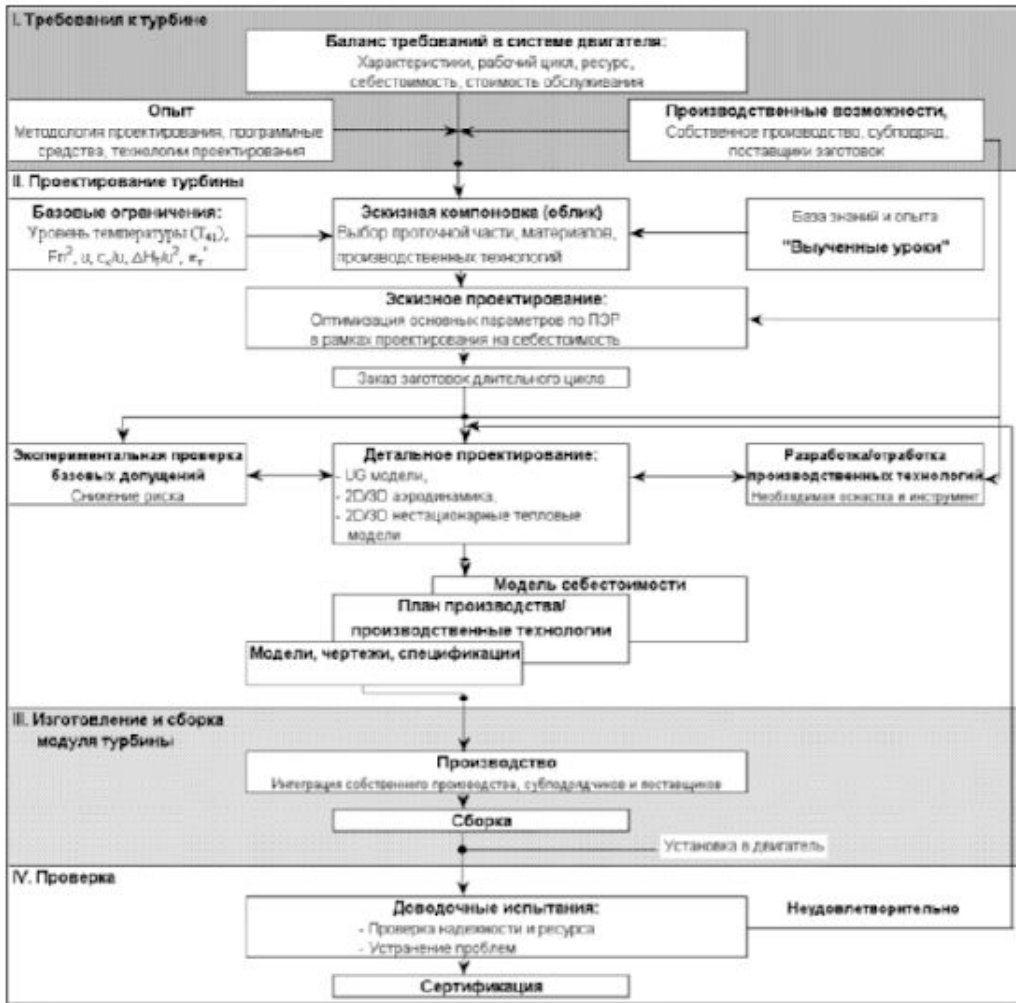 I. Требования к турбине
Баланс требований в системе двигателя:
Характеристики, рабочий цикл, ресурс,
себестоимость, стоимость обслуживания
Опыт
Методология проектирования, программные
средства, технологии проектирования
Производственные возможности,
Собственное производство, субподряд,
поставщики заготовок
II. Проектирование турбины
Базовые ограничения:
Уровень температуры (T41),
Fn², u, ΔHT/u²,
Эскизная компоновка (облик)
Выбор проточной части, материалов,
производственных технологий
База знаний и опыта
"Выученные уроки"
Эскизное проектирование:
Оптимизация основных параметров по ПЭР
в рамках проектирования на себестоимость
Заказ заготовок длительного цикла
Экспериментальная проверка
базовых допущений
Снижение риска
Детальное проектирование:
- UG модели,
- 2D/3D аэродинамика,
- 2D/3D нестационарные тепловые
модели
Разработка/отработка
производственных технологий
Необходимая оснастка и инструмент
Модель себестоимости
План производства/
производственные технологии
Модели, чертежи, спецификации
III. Изготовление и сборка
модуля турбины
Производство
Интеграция собственного производства, субподрядчиков и поставщиков
Сборка
Установка в двигатель
IV. Проверка
Доводочные испытания:
- Проверка надежности и ресурса
- Устранение проблем
Неудовлетворительно
Сертификация